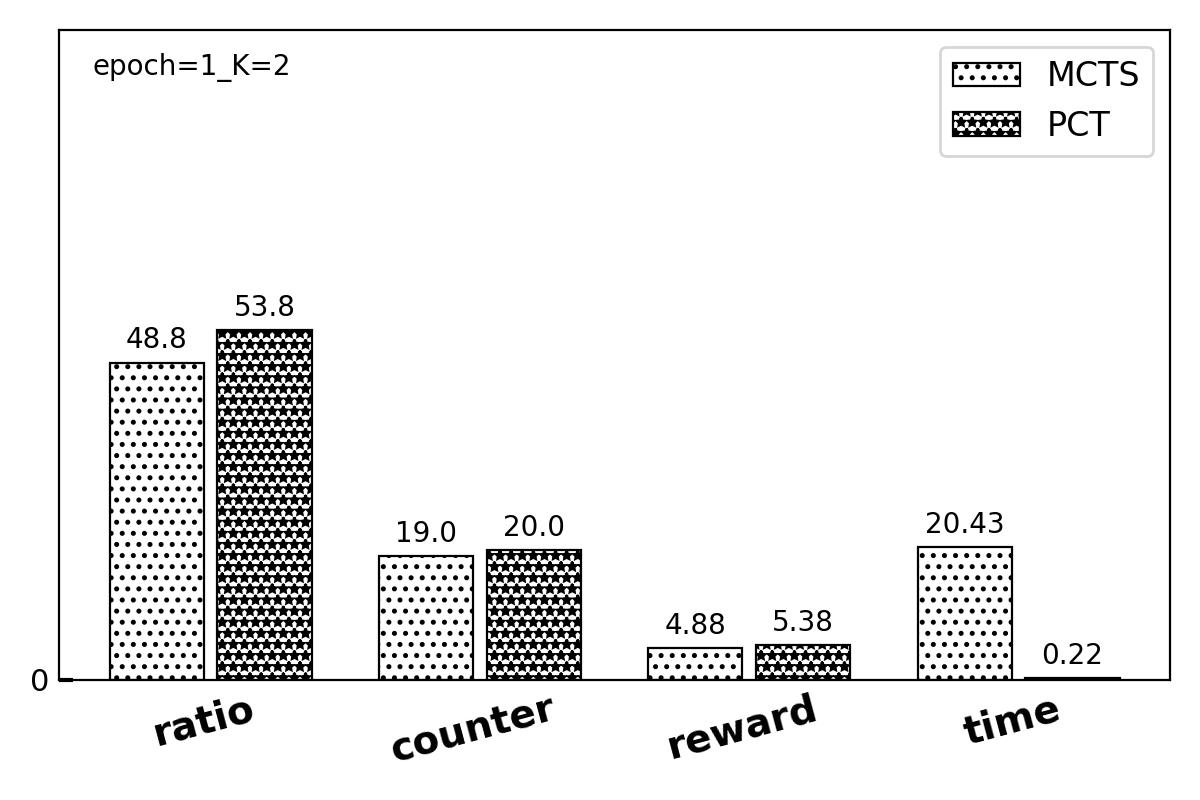 epoch=1_K=2
MCTS
PCT
48.8
53.8
19.0
20.0
4.88
5.38
20.43
0.22
0
ratio
counter
reward
time